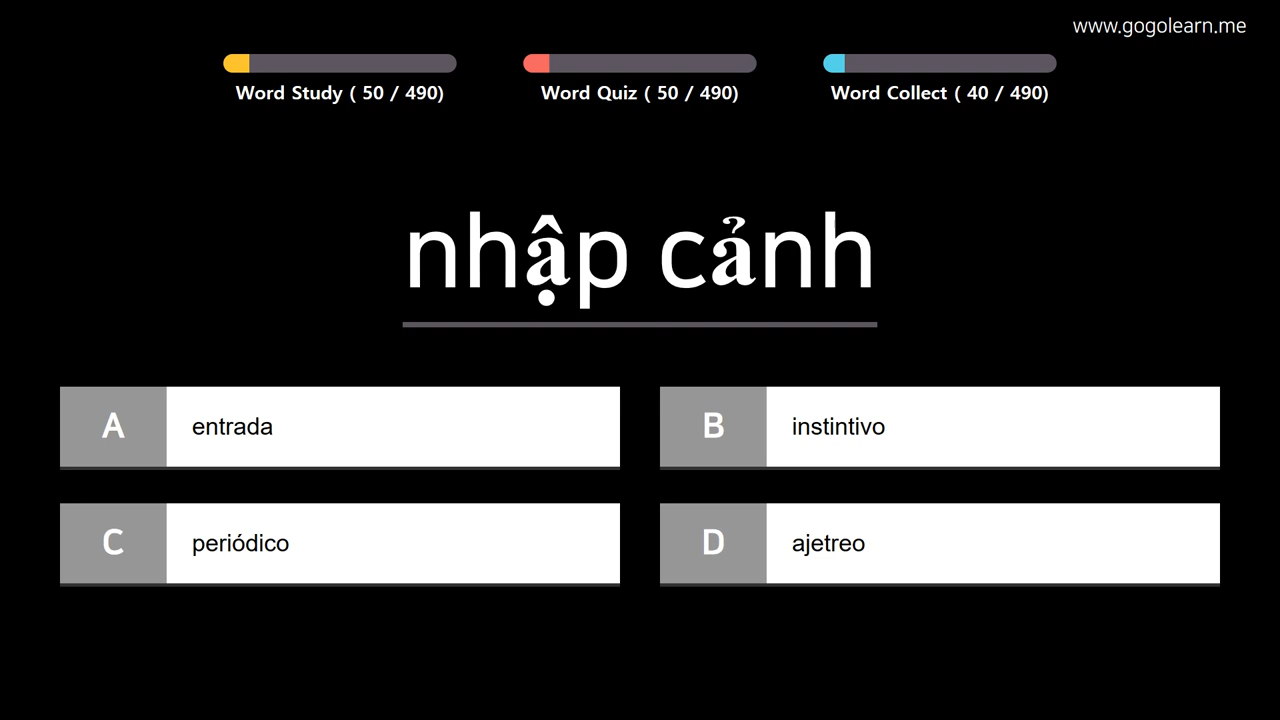 www.gogolearn.me
Word Study ( 50 / 490)
Word Quiz ( 50 / 490)
Word Collect ( 40 / 490)
nhập cảnh
A entrada
B instintivo
C periódico
D ajetreo